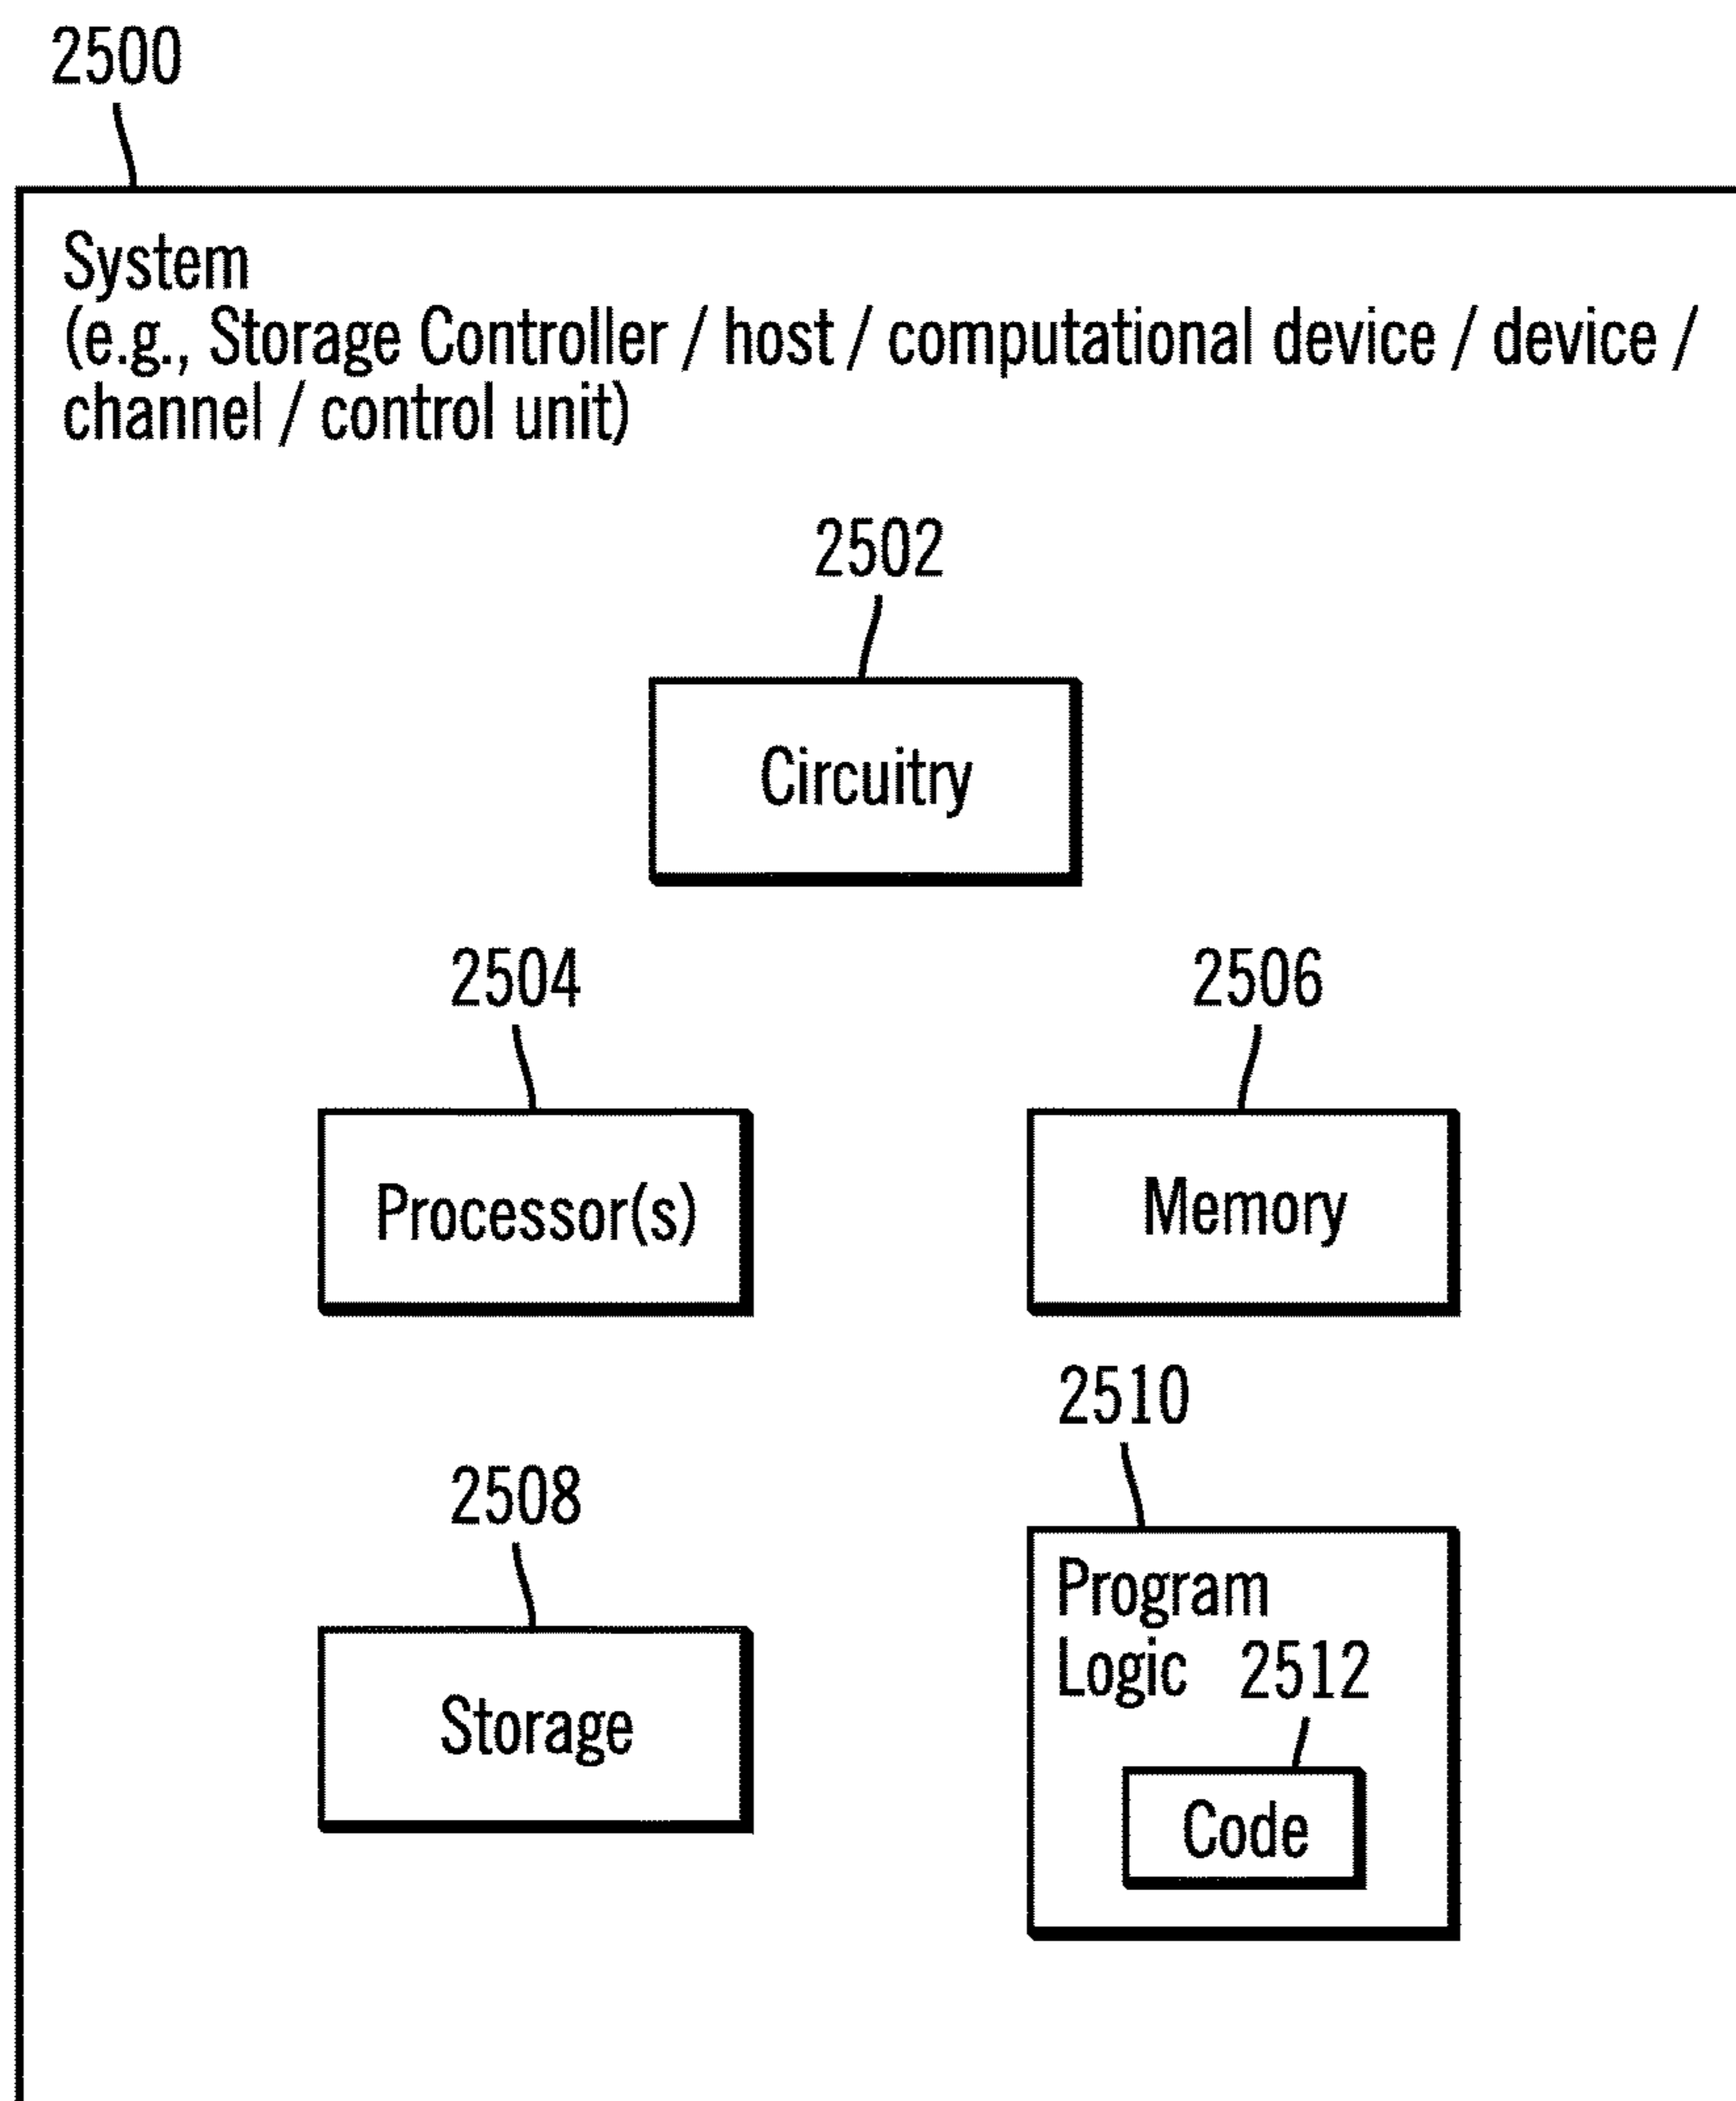 2500
System
(e.g., Storage Controller / host / computational device / device /
channel / control unit)
2502
Circuitry
2504
2506
Processor(s)
Memory
2510
2508
Program
Logic 2512
Storage
Code